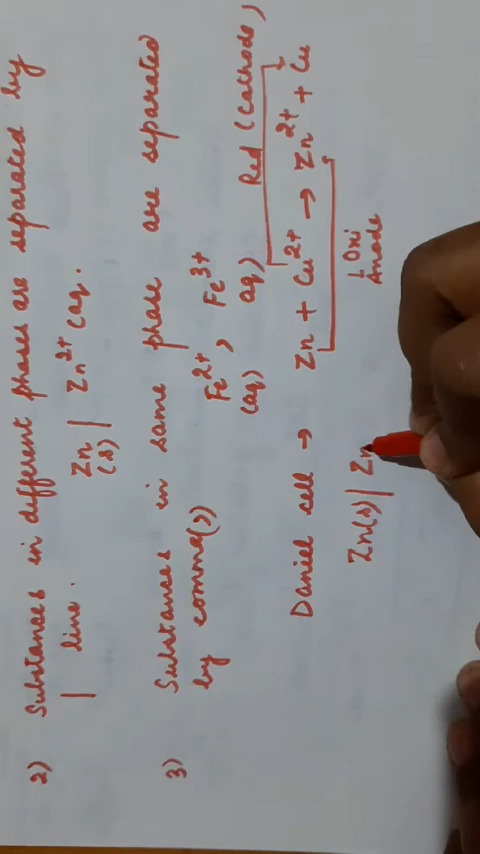 2) Substances in different phases are separated by
| line. Zn | Zn²⁺ (aq.
(s)
3) Substances in same phase are separated
by comma(,) Fe²⁺, Fe³⁺
(aq) aq) Red (Cathode)
Daniel cell → Zn + Cu²⁺ → Zn²⁺ + Cu
↓ Oxi
Anode
Zn(s) | Zn